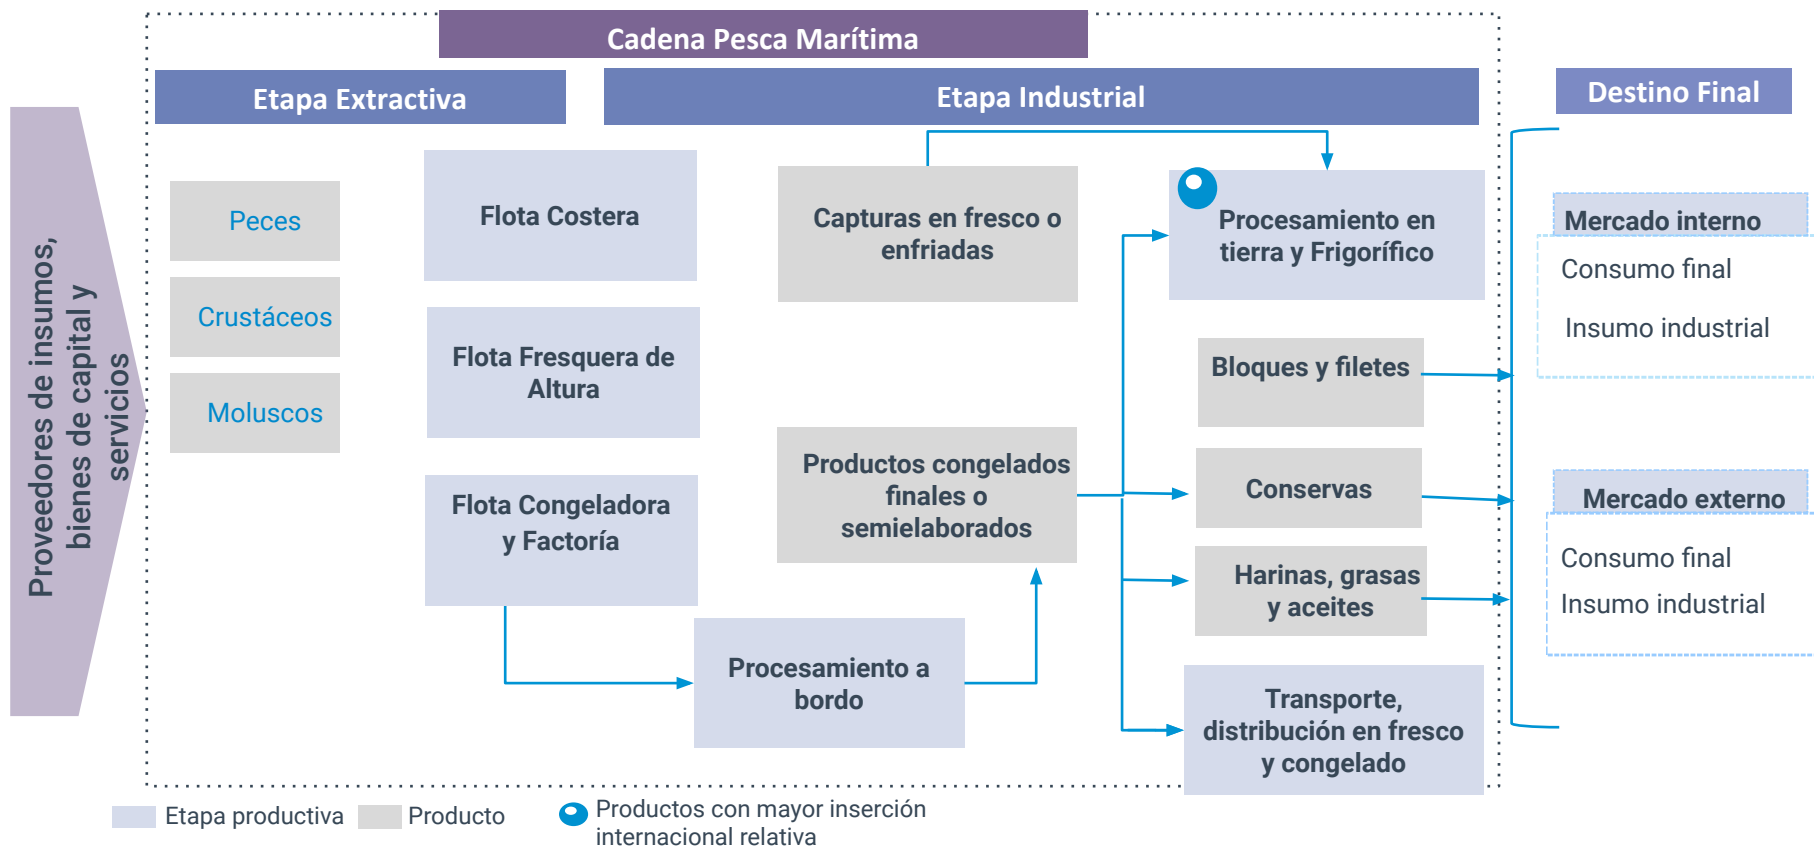 Cadena Pesca Marítima
Etapa Extractiva
Etapa Industrial
Destino Final
Proveedores de insumos,
bienes de capital y
servicios
Peces
Crustáceos
Moluscos
Flota Costera
Flota Fresquera de
Altura
Flota Congeladora
y Factoría
Procesamiento a
bordo
Capturas en fresco o
enfriadas
Productos congelados
finales o
semielaborados
Procesamiento en
tierra y Frigorífico
Bloques y filetes
Conservas
Harinas, grasas
y aceites
Transporte,
distribución en fresco
y congelado
Mercado interno
Consumo final
Insumo industrial
Mercado externo
Consumo final
Insumo industrial
Etapa productiva
Producto
Productos con mayor inserción
internacional relativa